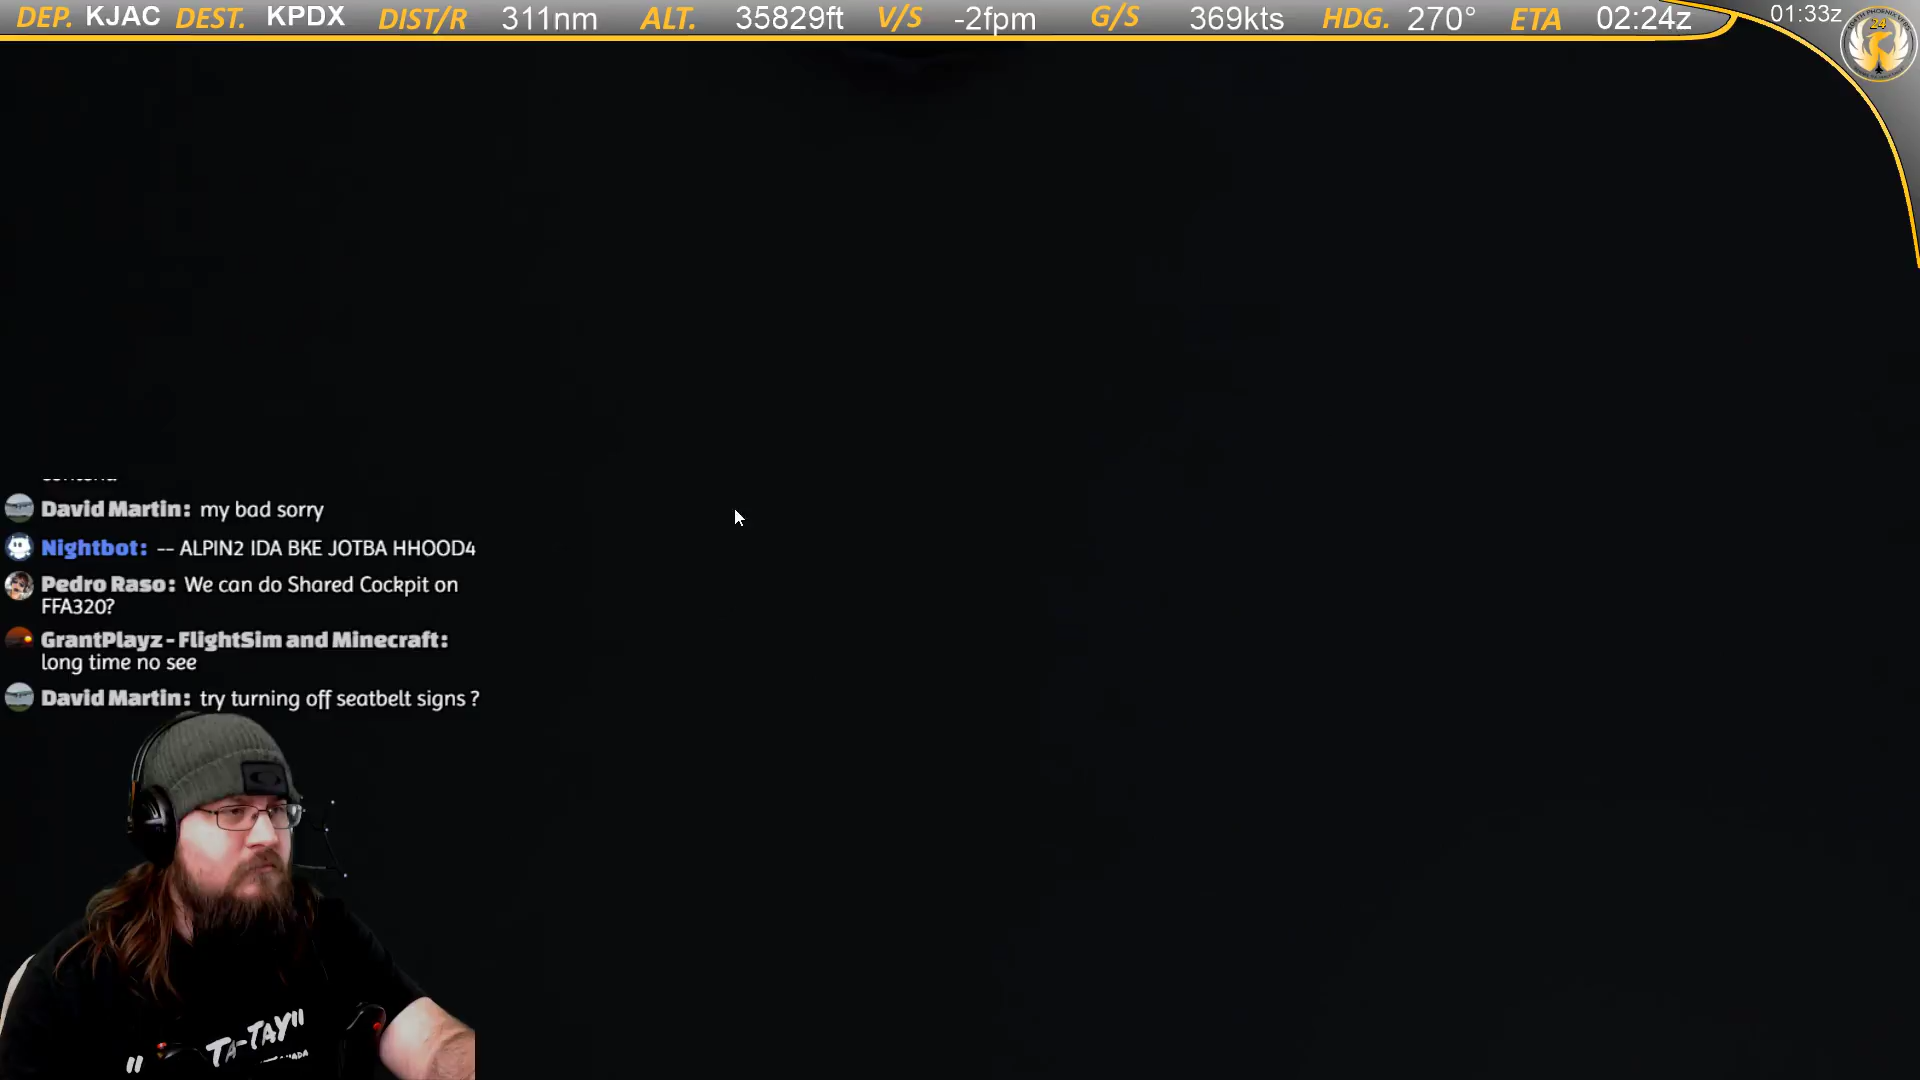 DEP. KJAC DEST. KPDX DIST/R 311nm ALT. 35829ft V/S -2fpm G/S 369kts HDG. 270° ETA 02:24z 01:33z
24
David Martin: my bad sorry
Nightbot: -- ALPIN2 IDA BKE JOTBA HHOOD4
Pedro Raso: We can do Shared Cockpit on
FFA320?
GrantPlayz - FlightSim and Minecraft:
long time no see
David Martin: try turning off seatbelt signs ?
"TA-TAY"